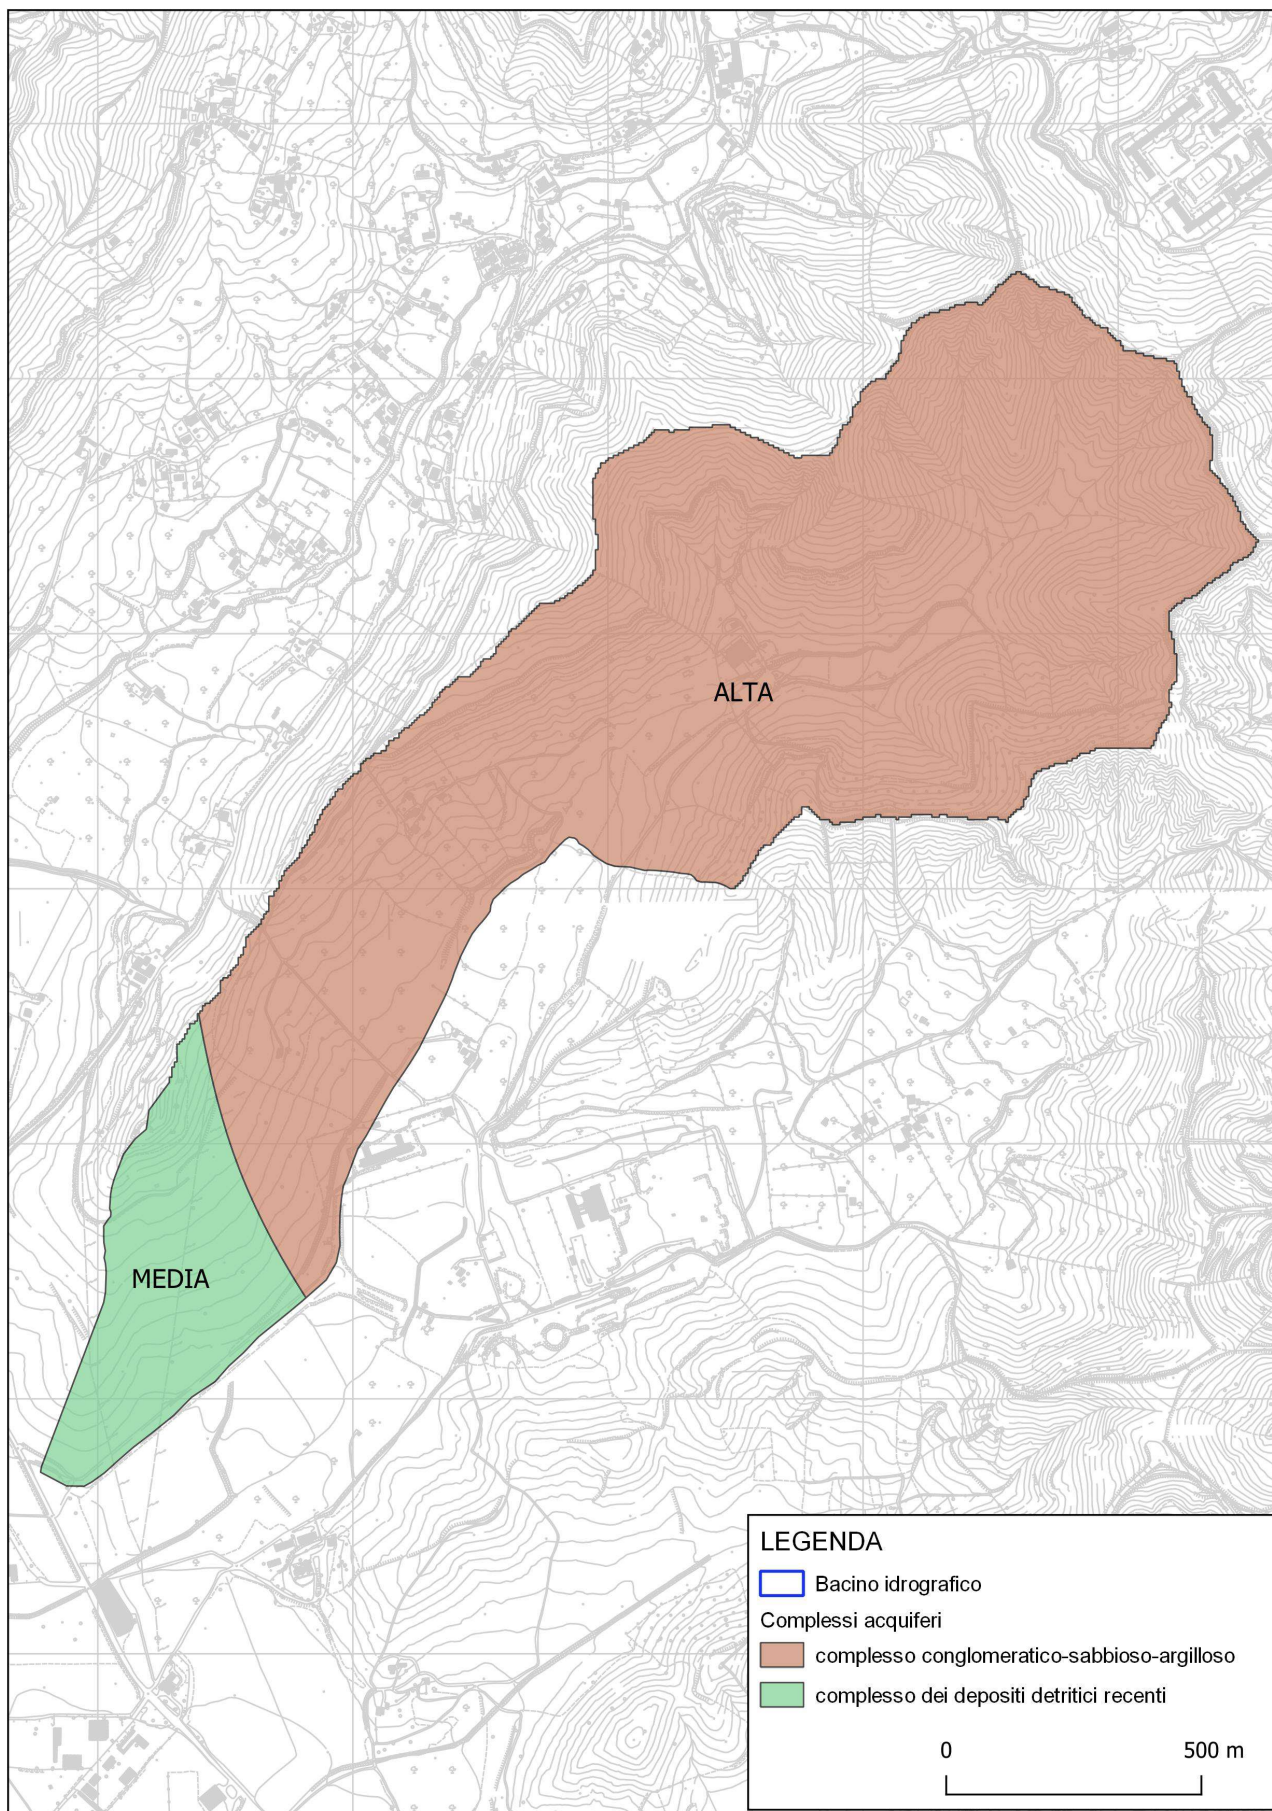 ALTA
MEDIA
LEGENDA
Bacino idrografico
Complessi acquiferi
complesso conglomeratico-sabbioso-argilloso
complesso dei depositi detritici recenti
0 500 m